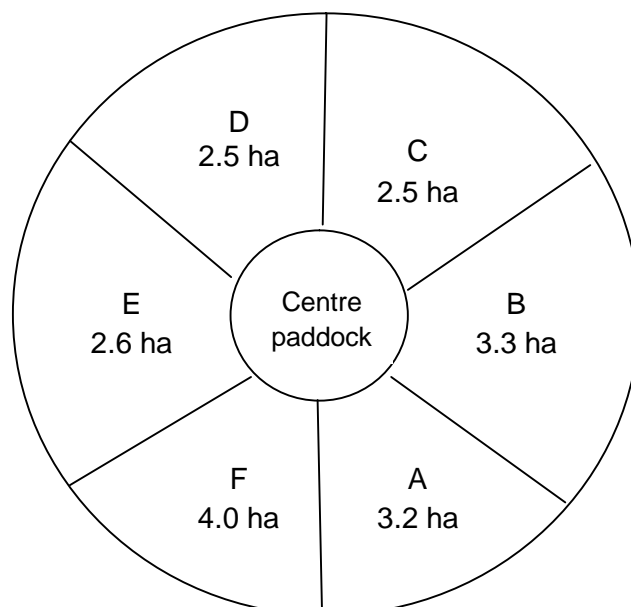 D
2.5 ha
C
2.5 ha
E
2.6 ha
Centre
paddock
B
3.3 ha
F
4.0 ha
A
3.2 ha